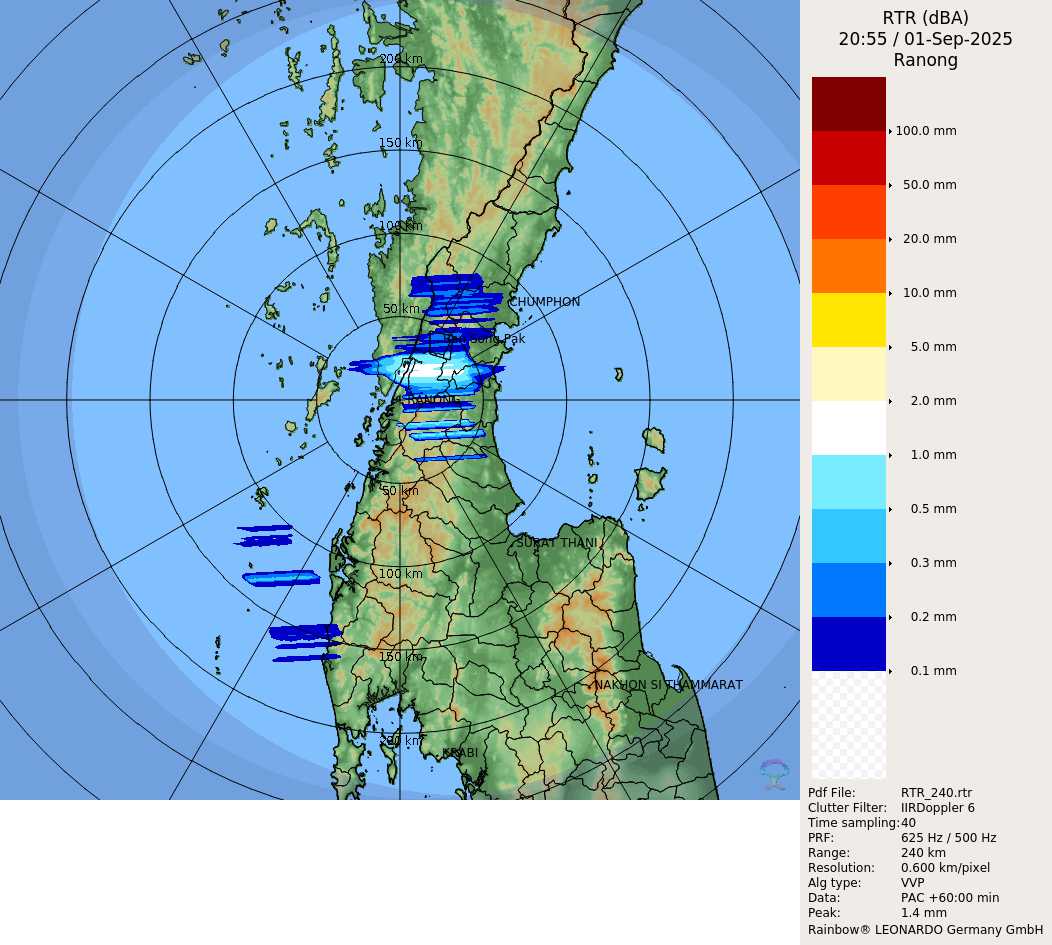 RTR (dBA)
20:55 / 01-Sep-2025
Ranong
200 km
150 km
100 km
50 km
CHUMPHON
RANONG
50 km
SURAT THANI
100 km
150 km
NAKHON SI THAMMARAT
200 km
KRABI
100.0 mm
50.0 mm
20.0 mm
10.0 mm
5.0 mm
2.0 mm
1.0 mm
0.5 mm
0.3 mm
0.2 mm
0.1 mm
Pdf File: RTR_240.rtr
Clutter Filter: IIRDoppler 6
Time sampling: 40
PRF: 625 Hz / 500 Hz
Range: 240 km
Resolution: 0.600 km/pixel
Alg type: VVP
Data: PAC +60:00 min
Peak: 1.4 mm
Rainbow® LEONARDO Germany GmbH